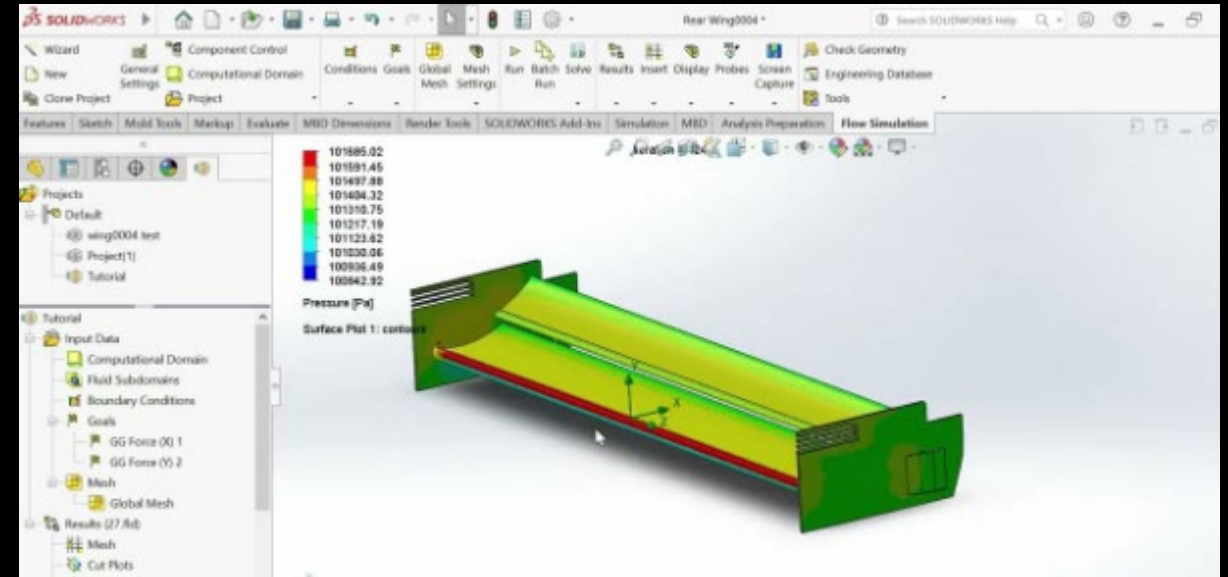 SOLIDWORKS
Rear Wing0004 *
Search SOLIDWORKS Help
Wizard
New
Clone Project
General Settings
Component Control
Computational Domain
Project
Conditions
Goals
Global Mesh
Mesh Settings
Run
Batch Run
Solve
Results
Insert
Display
Probes
Screen Capture
Check Geometry
Engineering Database
Tools
Features Sketch Mold Tools Markup Evaluate MBD Dimensions Render Tools SOLIDWORKS Add-Ins Simulation MBD Analysis Preparation Flow Simulation
Projects
Default
wing0004 test
Project(1)
Tutorial
Tutorial
Input Data
Computational Domain
Fluid Subdomains
Boundary Conditions
Goals
GG Force (X) 1
GG Force (Y) 2
Mesh
Global Mesh
Results (27.fld)
Mesh
Cut Plots
101685.02
101591.45
101497.88
101404.32
101310.75
101217.19
101123.62
101030.06
100936.49
100842.92
Pressure [Pa]
Surface Plot 1: contours
Y
X
Z